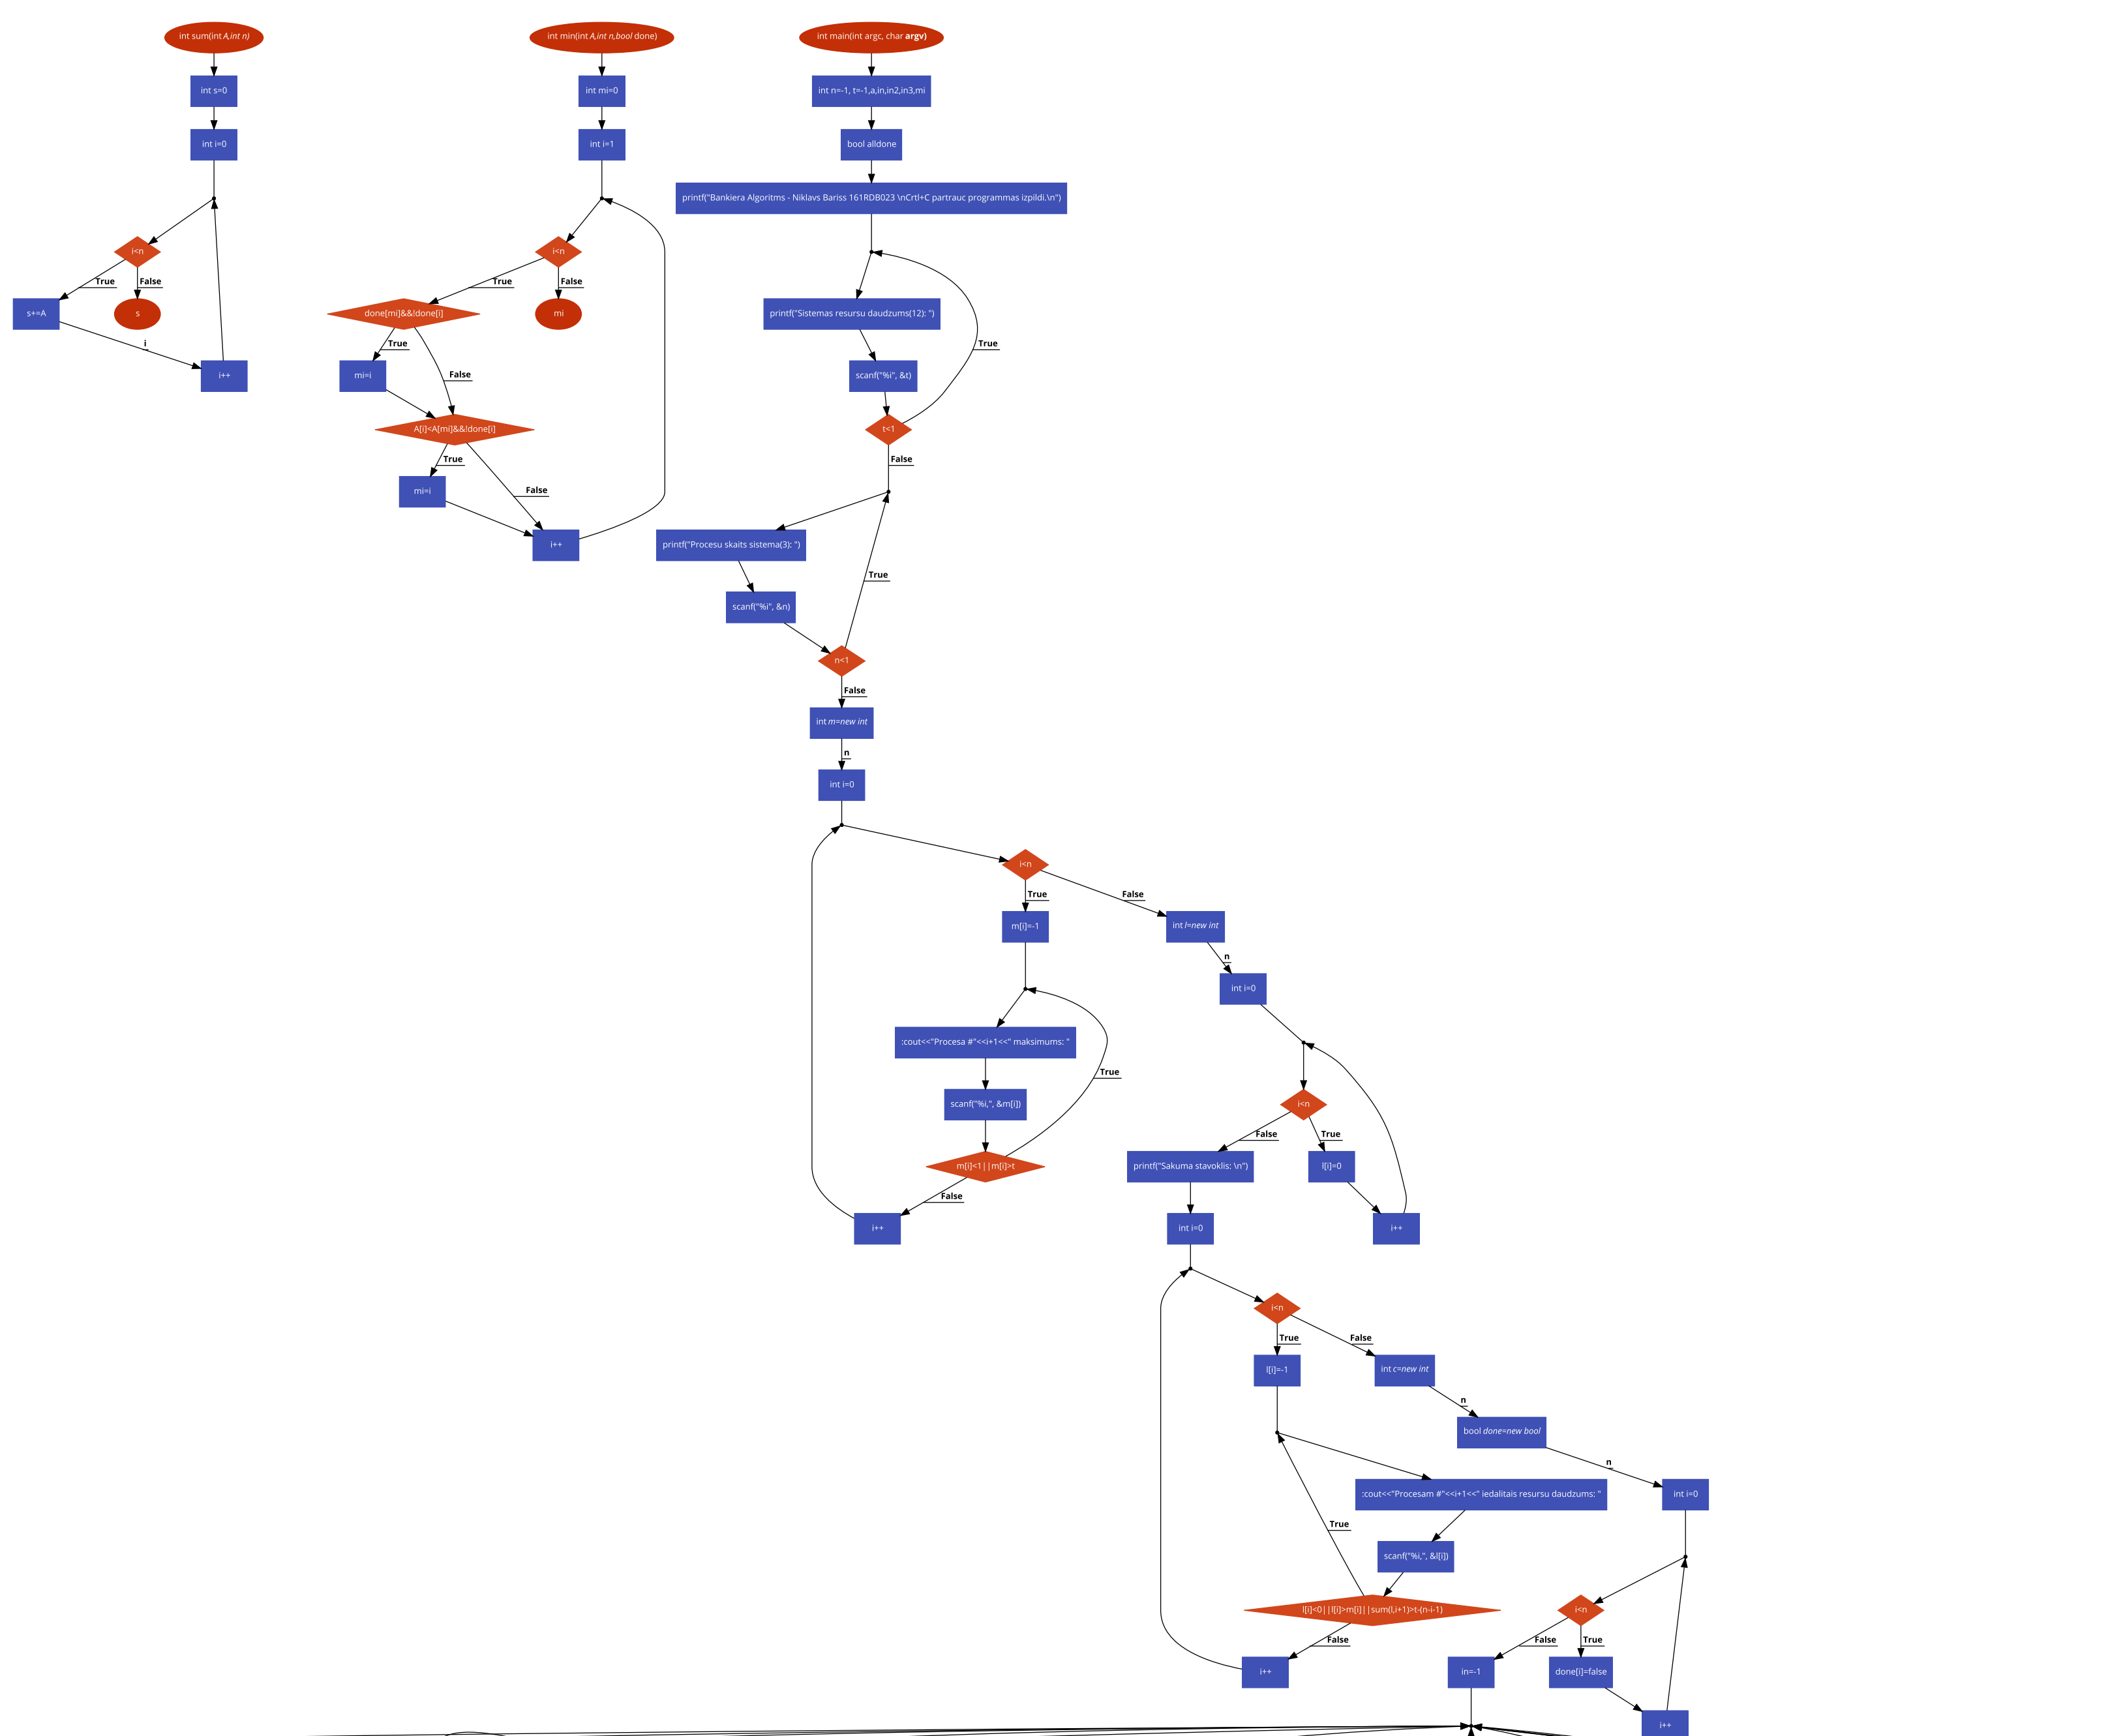 int sum(int A,int n)
int s=0
int i=0
i<n
True
False
s+=A
s
i
i++
int min(int A,int n,bool done)
int mi=0
int i=1
i<n
True
False
done[mi]&&!done[i]
mi
True
mi=i
False
A[i]<A[mi]&&!done[i]
True
mi=i
False
i++
int main(int argc, char argv)
int n=-1, t=-1,a,in,in2,in3,mi
bool alldone
printf("Bankiera Algoritms - Niklavs Bariss 161RDB023 \nCrtl+C partrauc programmas izpildi.\n")
printf("Sistemas resursu daudzums(12): ")
True
scanf("%i", &t)
t<1
False
printf("Procesu skaits sistema(3): ")
True
scanf("%i", &n)
n<1
False
int m=new int
n
int i=0
i<n
True
False
m[i]=-1
int l=new int
n
int i=0
:cout<<"Procesa #"<<i+1<<" maksimums: "
True
scanf("%i,", &m[i])
m[i]<1||m[i]>t
False
i++
i<n
False
True
printf("Sakuma stavoklis: \n")
l[i]=0
int i=0
i++
i<n
True
False
l[i]=-1
int c=new int
n
bool done=new bool
n
:cout<<"Procesam #"<<i+1<<" iedalitais resursu daudzums: "
int i=0
True
scanf("%i,", &l[i])
l[i]<0||l[i]>m[i]||sum(l,i+1)>t-(n-i-1)
i<n
False
False
True
i++
in=-1
done[i]=false
i++